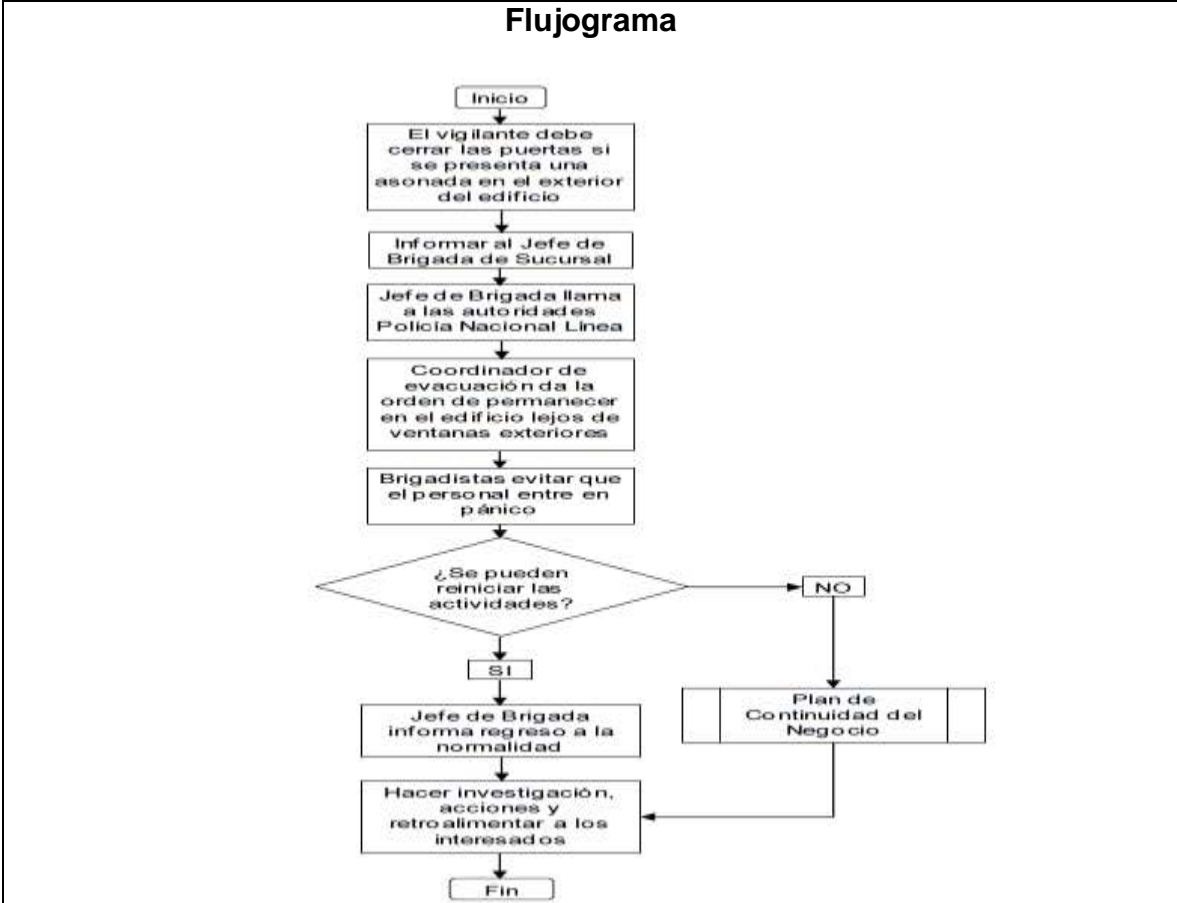 Flujograma
Inicio
El vigilante debe
cerrar las puertas si
se presenta una
asonada en el exterior
del edificio
Informar al Jefe de
Brigada de Sucursal
Jefe de Brigada llama
a las autoridades
Policía Nacional Línea
Coordinador de
evacuación da la
orden de permanecer
en el edificio lejos de
ventanas exteriores
Brigadistas evitar que
el personal entre en
pánico
¿Se pueden
reiniciar las
actividades?
NO
SI
Plan de
Continuidad del
Negocio
Jefe de Brigada
informa regreso a la
normalidad
Hacer investigación,
acciones y
retroalimentar a los
interesados
Fin